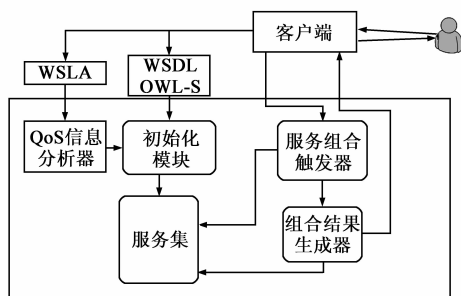 客户端
WSLA
WSDL
OWL-S
QoS信息
分析器
初始化
模块
服务组合
触发器
服务集
组合结果
生成器